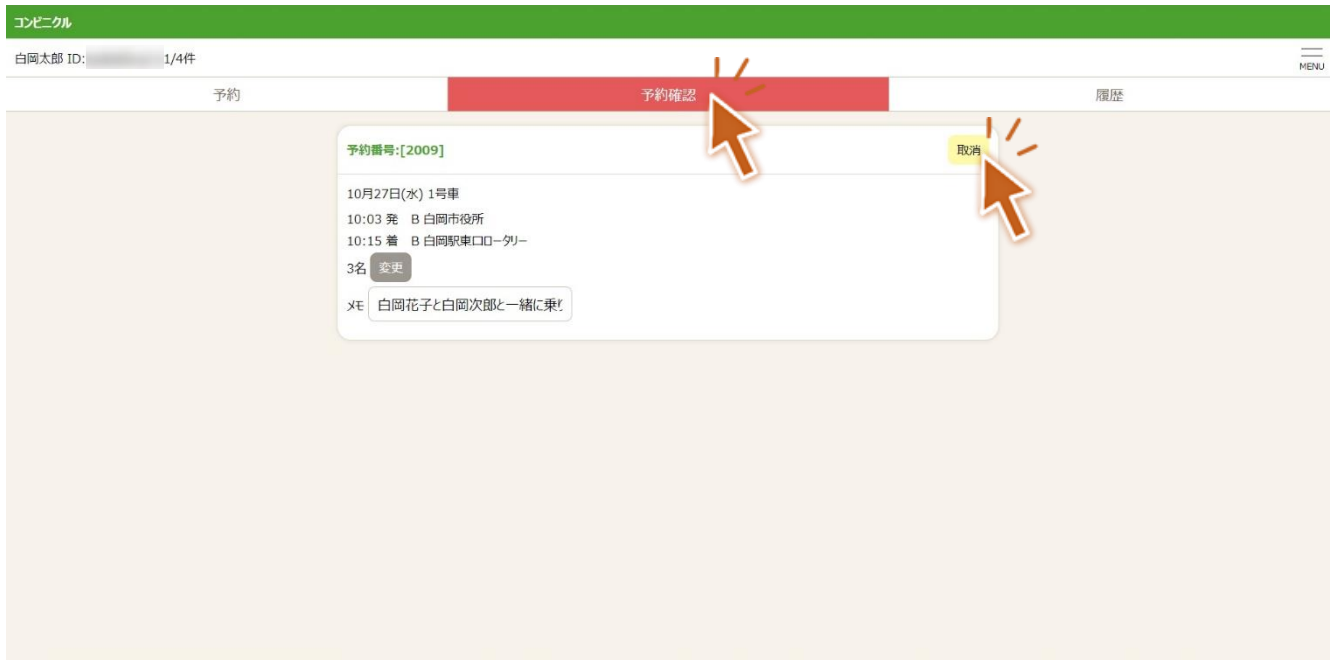 コンビニクル
白岡太郎 ID: 1/4件
MENU
予約 予約確認 履歴
予約番号:[2009] 取消
10月27日(水) 1号車
10:03 発 B 白岡市役所
10:15 着 B 白岡駅東口ロータリー
3名 変更
メモ 白岡花子と白岡次郎と一緒に乗